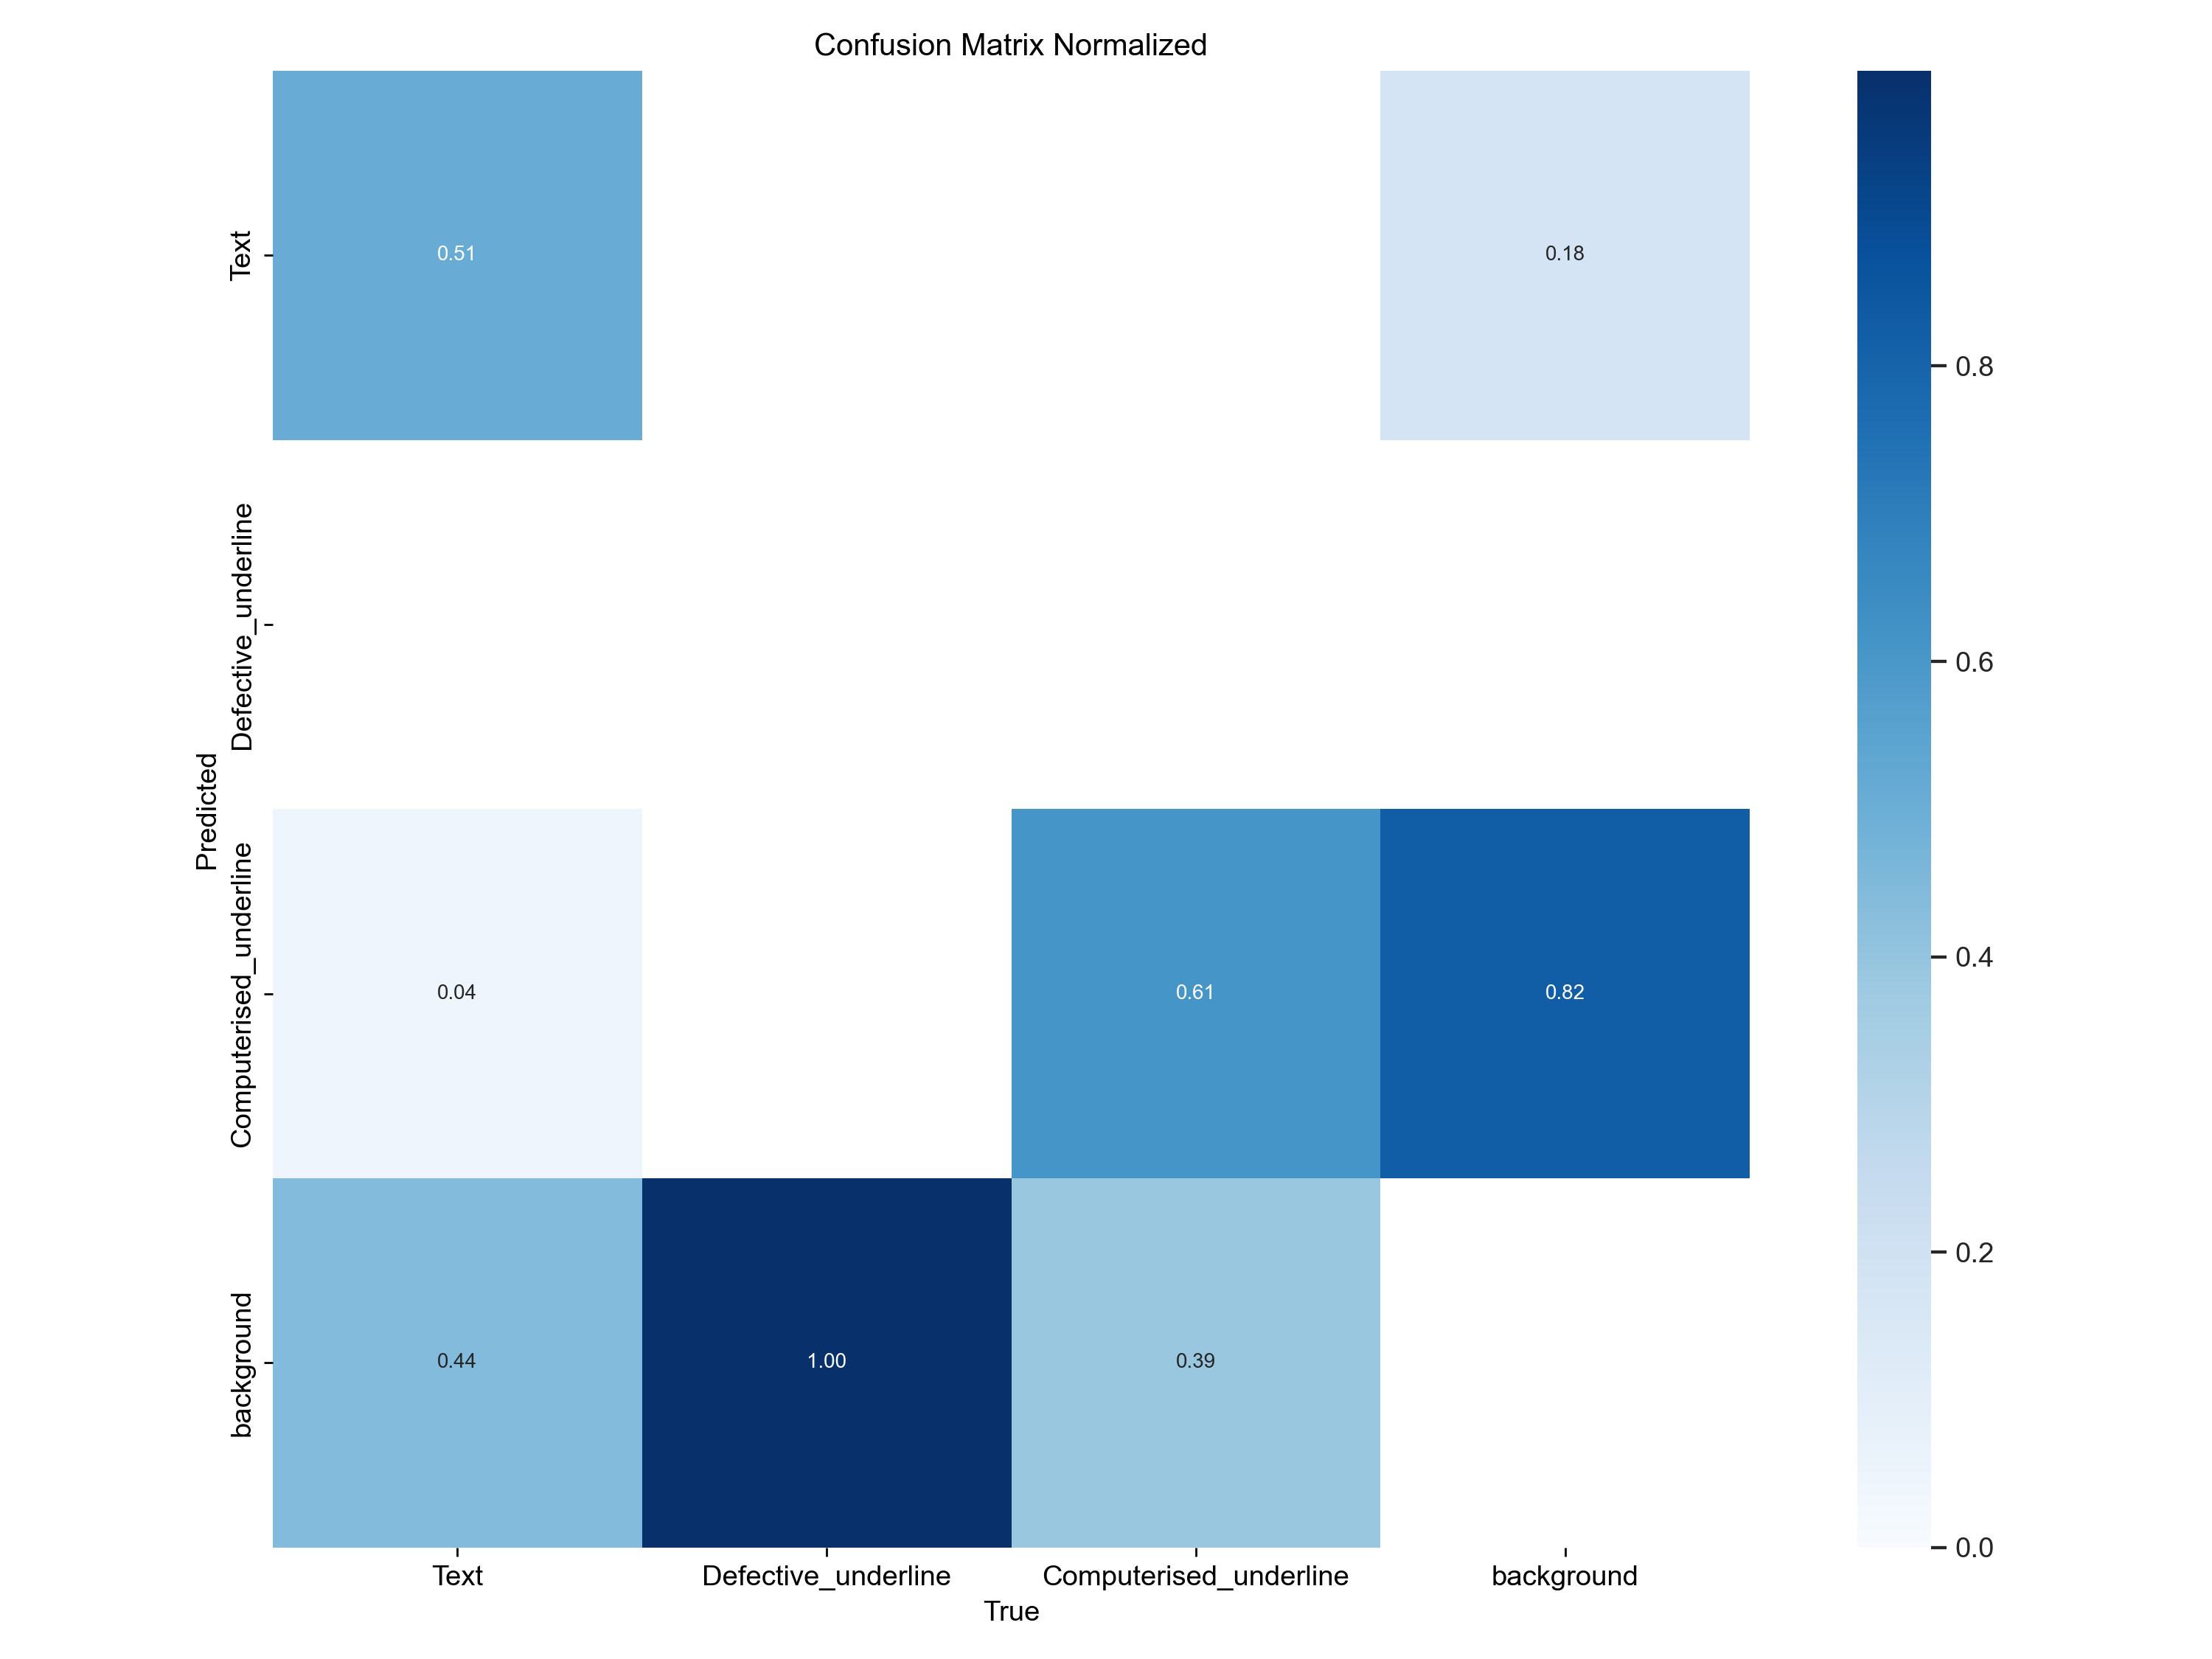 Confusion Matrix Normalized
Predicted
Text
0.51
0.18
Defective_underline
Computerised_underline
0.04
0.61
0.82
background
0.44
1.00
0.39
Text
Defective_underline
Computerised_underline
background
True
0.8
0.6
0.4
0.2
0.0